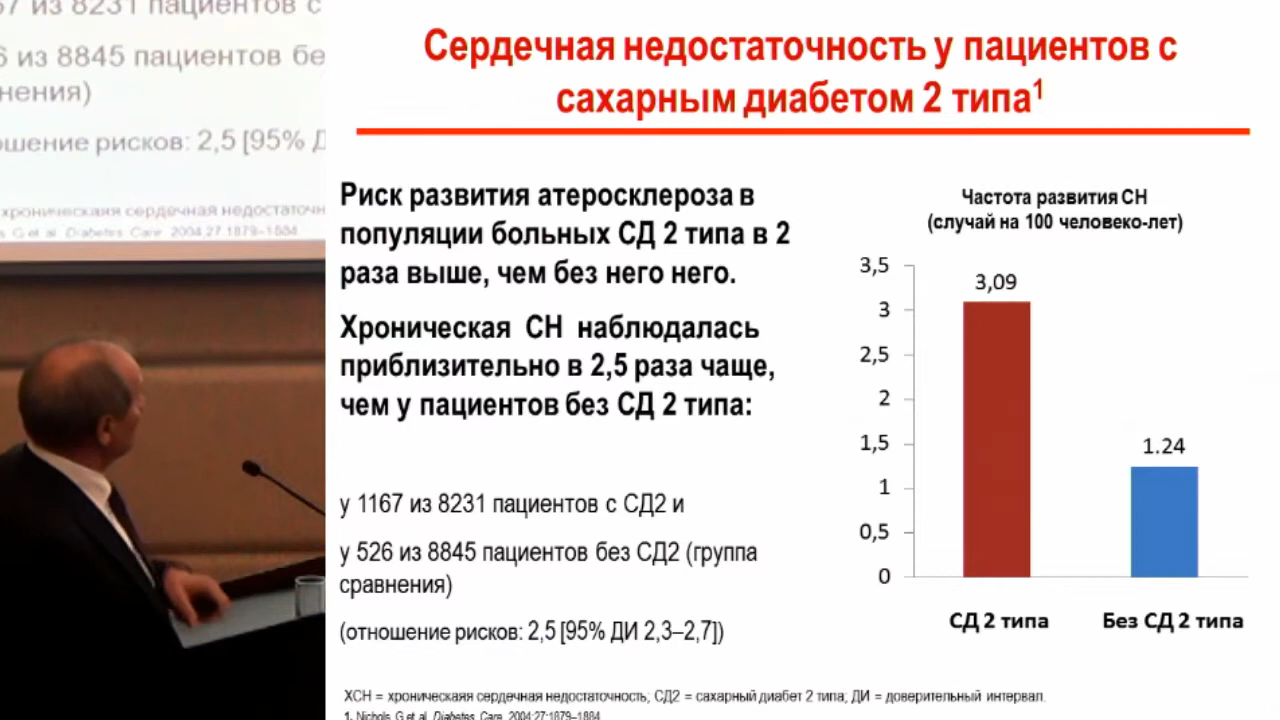 67 из 8231 пациентов с
6 из 8845 пациентов бе
нения)
ошение рисков: 2,5 [95% Д
хроническаяя сердечная недостаточн
s, G et al. Diabetes, Care, 2004;27:1879–1884
Сердечная недостаточность у пациентов с
сахарным диабетом 2 типа1
Риск развития атеросклероза в
популяции больных СД 2 типа в 2
раза выше, чем без него него.
Хроническая СН наблюдалась
приблизительно в 2,5 раза чаще,
чем у пациентов без СД 2 типа:
у 1167 из 8231 пациентов с СД2 и
у 526 из 8845 пациентов без СД2 (группа
сравнения)
(отношение рисков: 2,5 [95% ДИ 2,3–2,7])
Частота развития СН
(случай на 100 человеко-лет)
3,5
3
2,5
2
1,5
1
0,5
0
3,09
1.24
СД 2 типа
Без СД 2 типа
ХСН = хроническаяя сердечная недостаточность; СД2 = сахарный диабет 2 типа; ДИ = доверительный интервал.
1. Nichols, G et al. Diabetes, Care, 2004;27:1879–1884